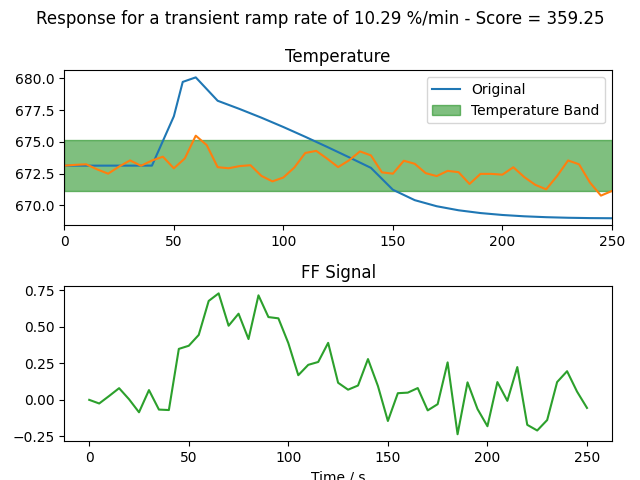 Response for a transient ramp rate of 10.29 %/min - Score = 359.25
Temperature
680.0
677.5
675.0
672.5
670.0
Original
Temperature Band
0 50 100 150 200 250
FF Signal
0.75
0.50
0.25
0.00
−0.25
0 50 100 150 200 250
Time / s